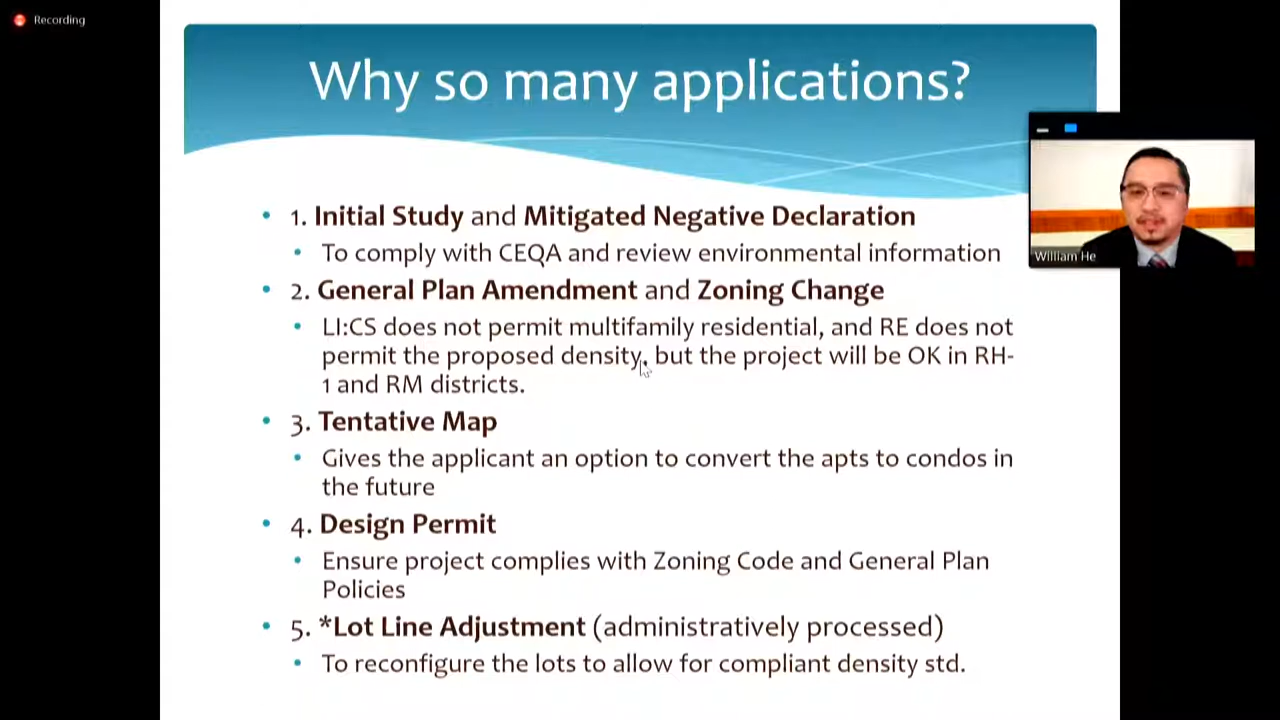 Recording
Why so many applications?
William He
• 1. Initial Study and Mitigated Negative Declaration
• To comply with CEQA and review environmental information
• 2. General Plan Amendment and Zoning Change
• LI:CS does not permit multifamily residential, and RE does not
permit the proposed density, but the project will be OK in RH-
1 and RM districts.
• 3. Tentative Map
• Gives the applicant an option to convert the apts to condos in
the future
• 4. Design Permit
• Ensure project complies with Zoning Code and General Plan
Policies
• 5. *Lot Line Adjustment (administratively processed)
• To reconfigure the lots to allow for compliant density std.